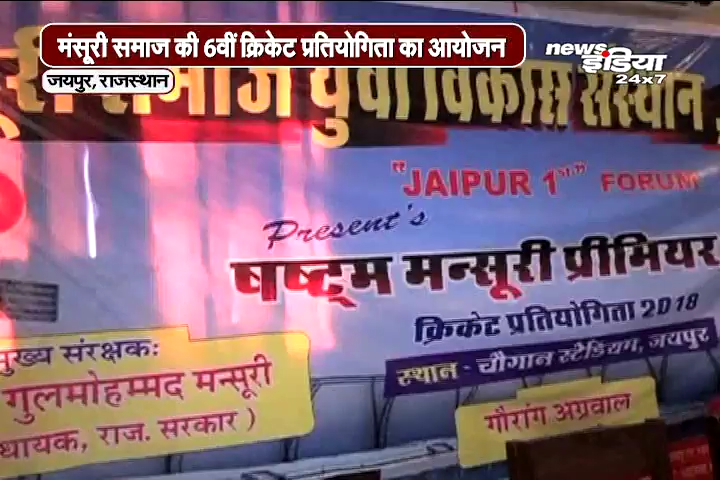 मंसूरी समाज की 6वीं क्रिकेट प्रतियोगिता का आयोजन
जयपुर, राजस्थान
news
इंडिया
24x7
समाज युवा विकास संस्थान
"JAIPUR 1ST" FORUM
Present's
षष्ट्म मन्सूरी प्रीमियर
क्रिकेट प्रतियोगिता 2018
स्थान - चौगान स्टेडियम, जयपुर
मुख्य संरक्षक:
गुलमोहम्मद मन्सूरी
धायक, राज. सरकार )
गौरांग अग्रवाल